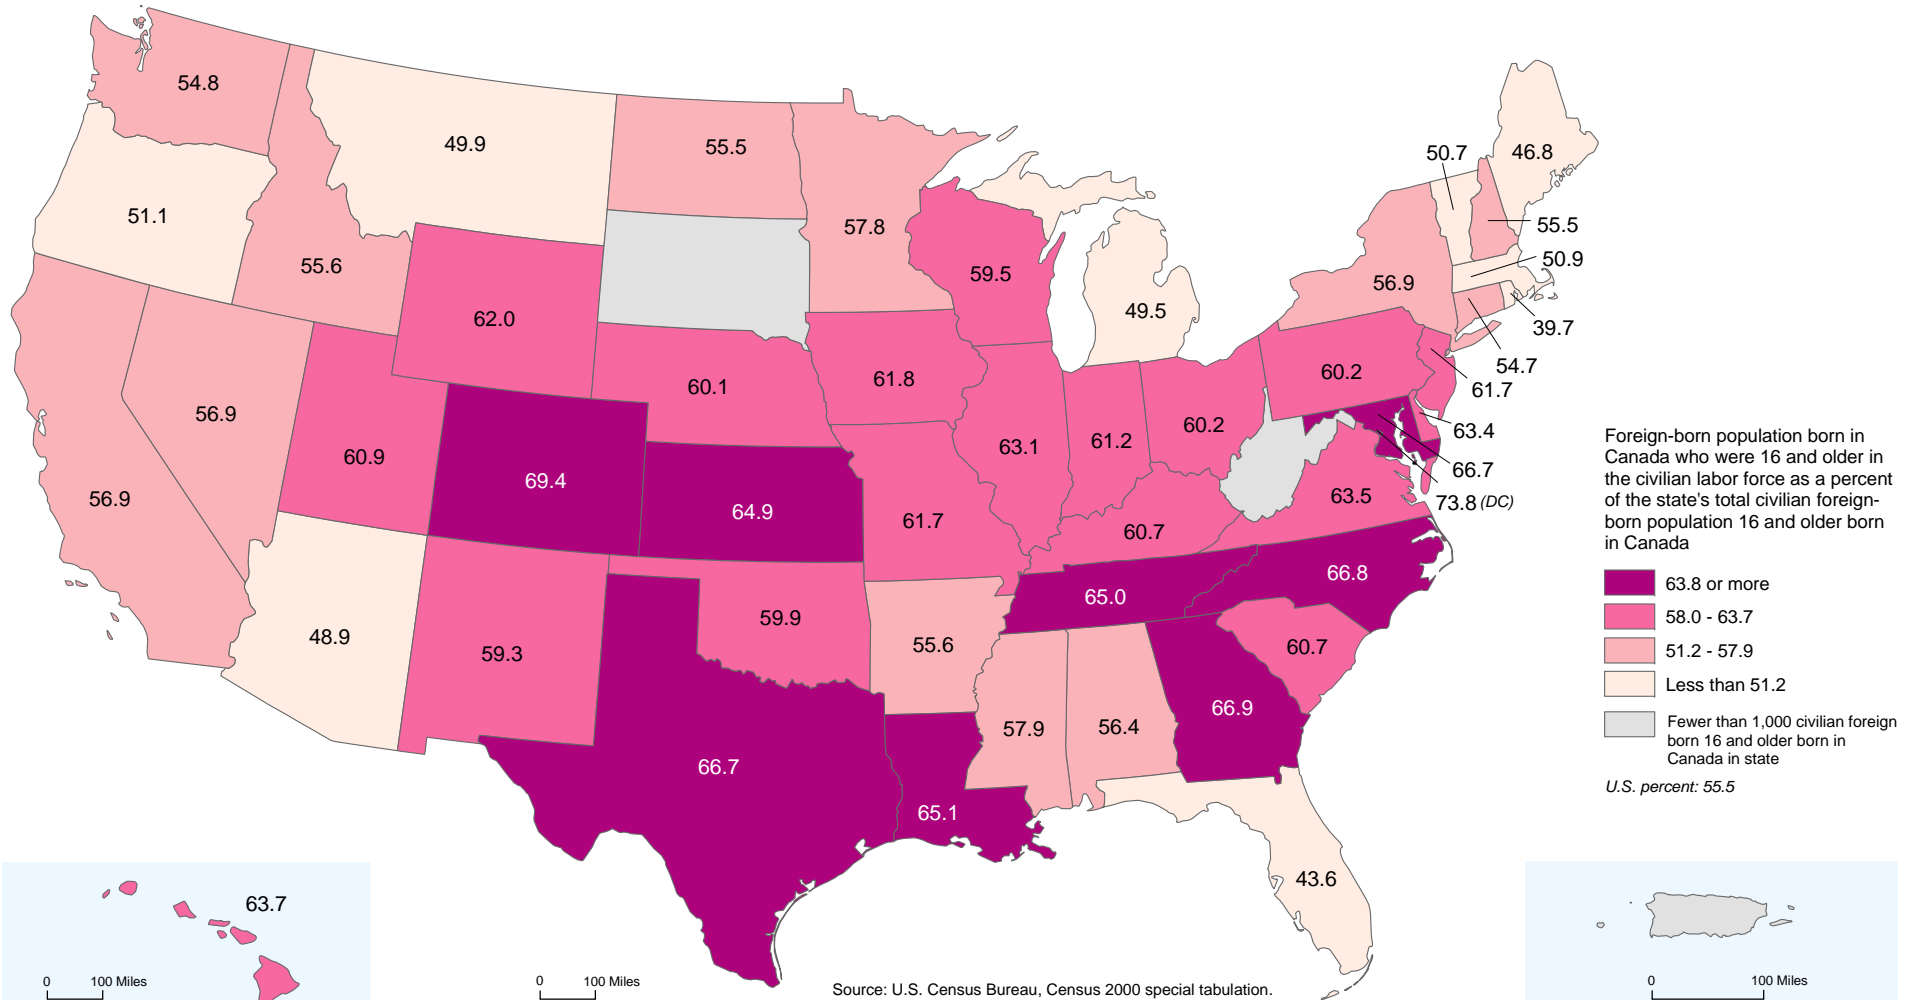 54.8
49.9
55.5
50.7
46.8
51.1
57.8
55.5
55.6
59.5
50.9
56.9
62.0
49.5
39.7
54.7
60.1
61.8
60.2
61.7
56.9
60.9
63.1
61.2
60.2
63.4
69.4
66.7
56.9
64.9
61.7
60.7
63.5
73.8 (DC)
66.8
65.0
48.9
59.3
59.9
55.6
60.7
57.9
56.4
66.9
66.7
65.1
43.6
63.7
Foreign-born population born in
Canada who were 16 and older in
the civilian labor force as a percent
of the state's total civilian foreign-
born population 16 and older born
in Canada
63.8 or more
58.0 - 63.7
51.2 - 57.9
Less than 51.2
Fewer than 1,000 civilian foreign
born 16 and older born in
Canada in state
U.S. percent: 55.5
0 100 Miles
0 100 Miles
0 100 Miles
Source: U.S. Census Bureau, Census 2000 special tabulation.